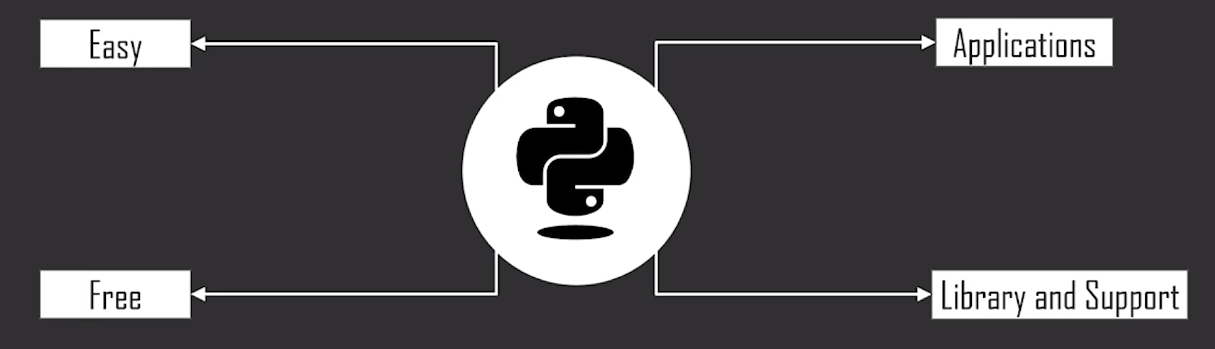 Easy
Applications
Free
Library and Support